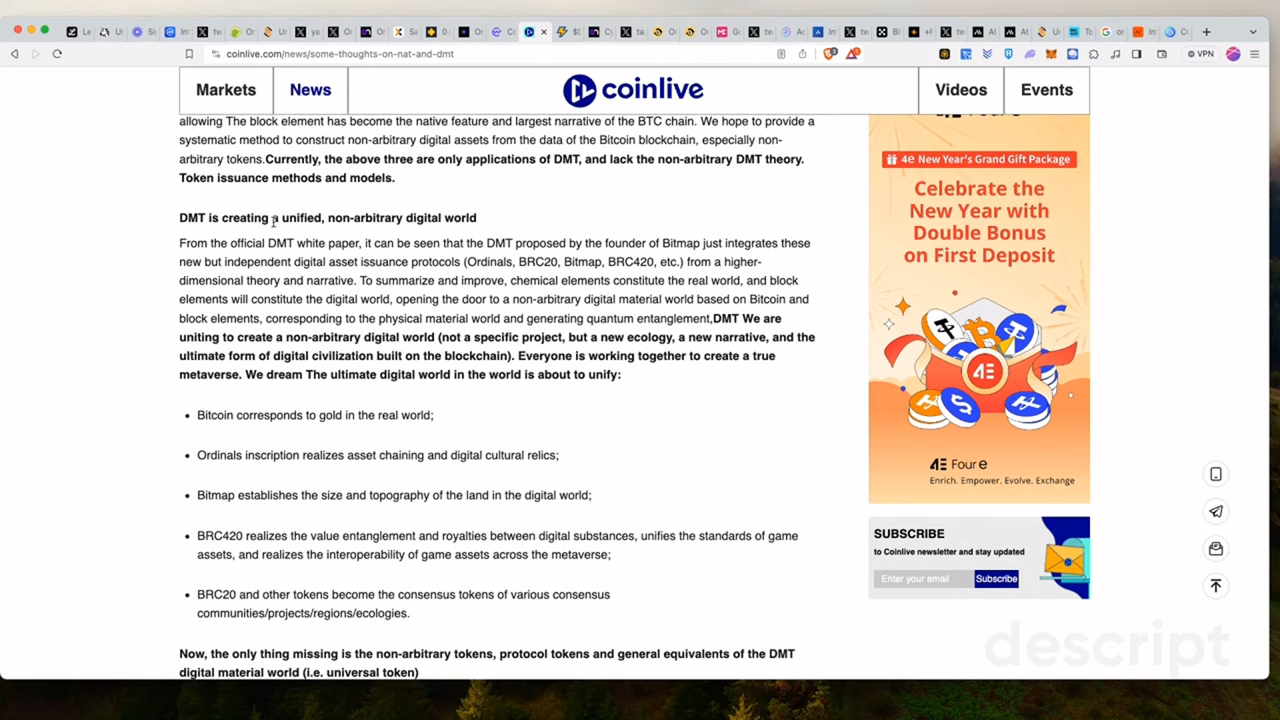 coinlive.com/news/some-thoughts-on-nat-and-dmt
VPN
Markets
News
coinlive
Videos
Events
allowing The block element has become the native feature and largest narrative of the BTC chain. We hope to provide a
systematic method to construct non-arbitrary digital assets from the data of the Bitcoin blockchain, especially non-
arbitrary tokens.Currently, the above three are only applications of DMT, and lack the non-arbitrary DMT theory.
Token issuance methods and models.
DMT is creating a unified, non-arbitrary digital world
From the official DMT white paper, it can be seen that the DMT proposed by the founder of Bitmap just integrates these
new but independent digital asset issuance protocols (Ordinals, BRC20, Bitmap, BRC420, etc.) from a higher-
dimensional theory and narrative. To summarize and improve, chemical elements constitute the real world, and block
elements will constitute the digital world, opening the door to a non-arbitrary digital material world based on Bitcoin and
block elements, corresponding to the physical material world and generating quantum entanglement,DMT We are
uniting to create a non-arbitrary digital world (not a specific project, but a new ecology, a new narrative, and the
ultimate form of digital civilization built on the blockchain). Everyone is working together to create a true
metaverse. We dream The ultimate digital world in the world is about to unify:
• Bitcoin corresponds to gold in the real world;
• Ordinals inscription realizes asset chaining and digital cultural relics;
• Bitmap establishes the size and topography of the land in the digital world;
• BRC420 realizes the value entanglement and royalties between digital substances, unifies the standards of game
assets, and realizes the interoperability of game assets across the metaverse;
• BRC20 and other tokens become the consensus tokens of various consensus
communities/projects/regions/ecologies.
Now, the only thing missing is the non-arbitrary tokens, protocol tokens and general equivalents of the DMT
digital material world (i.e. universal token)
4e New Year's Grand Gift Package
Celebrate the
New Year with
Double Bonus
on First Deposit
4E
4E Four e
Enrich. Empower. Evolve. Exchange
SUBSCRIBE
to Coinlive newsletter and stay updated
Enter your email
Subscribe
descript